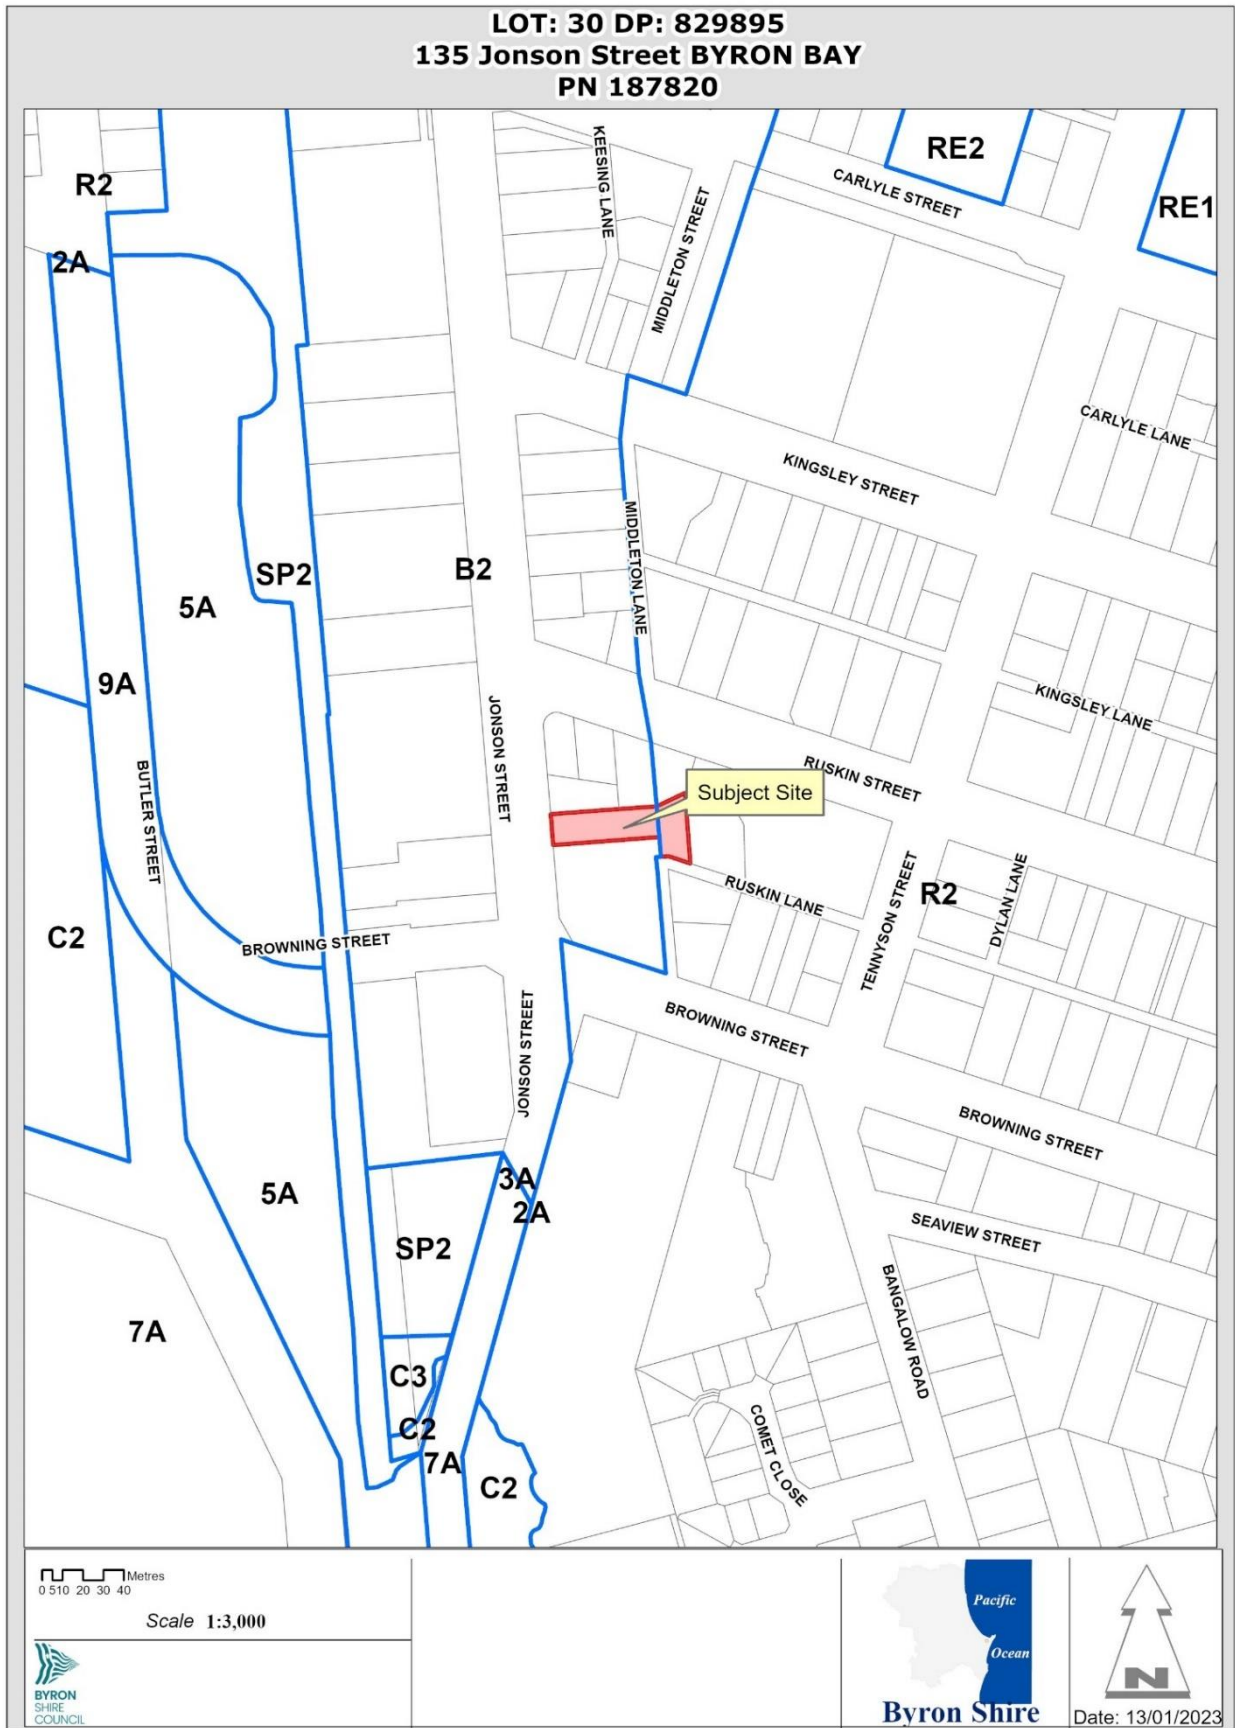 LOT: 30 DP: 829895
135 Jonson Street BYRON BAY
PN 187820
RE2
KEESING LANE
R2
CARLYLE STREET
RE1
MIDDLETON STREET
2A
CARLYLE LANE
KINGSLEY STREET
MIDDLETON LANE
B2
SP2
5A
9A
KINGSLEY LANE
JONSON STREET
BUTLER STREET
RUSKIN STREET
Subject Site
RUSKIN LANE
TENNYSON STREET
R2
DYLAN LANE
C2
BROWNING STREET
BROWNING STREET
JONSON STREET
BROWNING STREET
3A
5A
2A
SEAVIEW STREET
SP2
BANGALOW ROAD
7A
C3
C2
COMET CLOSE
7A
C2
Metres
0 510 20 30 40
Scale 1:3,000
BYRON
SHIRE
COUNCIL
Pacific
Ocean
Byron Shire
N
Date: 13/01/2023